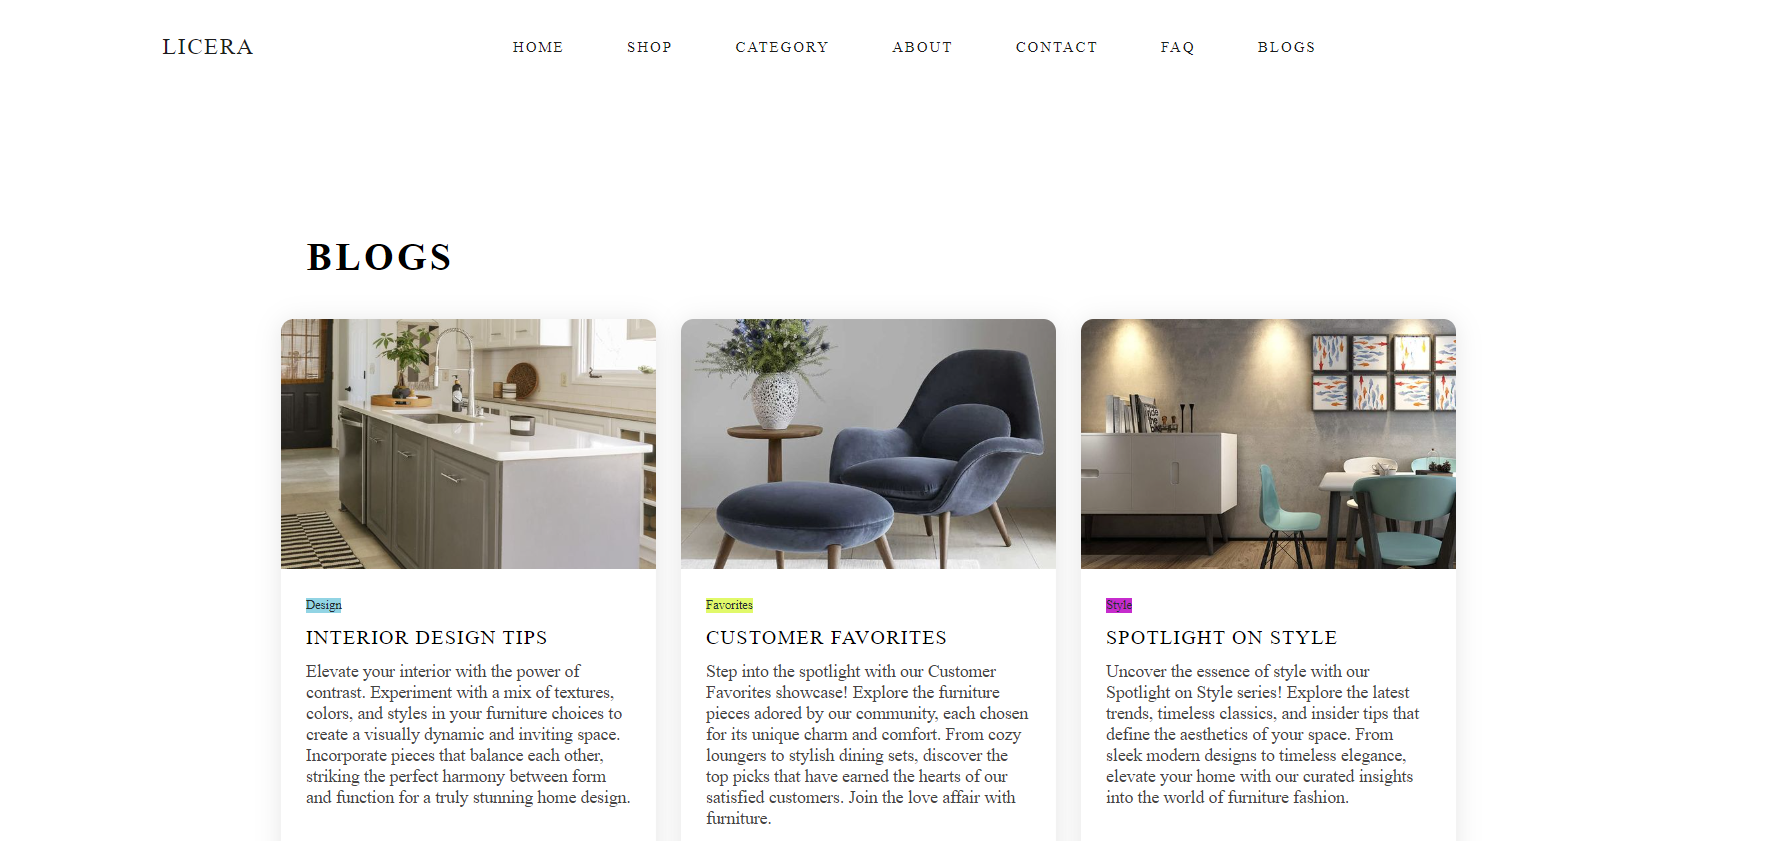 LICERA HOME SHOP CATEGORY ABOUT CONTACT FAQ BLOGS
BLOGS
Design
INTERIOR DESIGN TIPS
Elevate your interior with the power of
contrast. Experiment with a mix of textures,
colors, and styles in your furniture choices to
create a visually dynamic and inviting space.
Incorporate pieces that balance each other,
striking the perfect harmony between form
and function for a truly stunning home design.
Favorites
CUSTOMER FAVORITES
Step into the spotlight with our Customer
Favorites showcase! Explore the furniture
pieces adored by our community, each chosen
for its unique charm and comfort. From cozy
loungers to stylish dining sets, discover the
top picks that have earned the hearts of our
satisfied customers. Join the love affair with
furniture.
Style
SPOTLIGHT ON STYLE
Uncover the essence of style with our
Spotlight on Style series! Explore the latest
trends, timeless classics, and insider tips that
define the aesthetics of your space. From
sleek modern designs to timeless elegance,
elevate your home with our curated insights
into the world of furniture fashion.